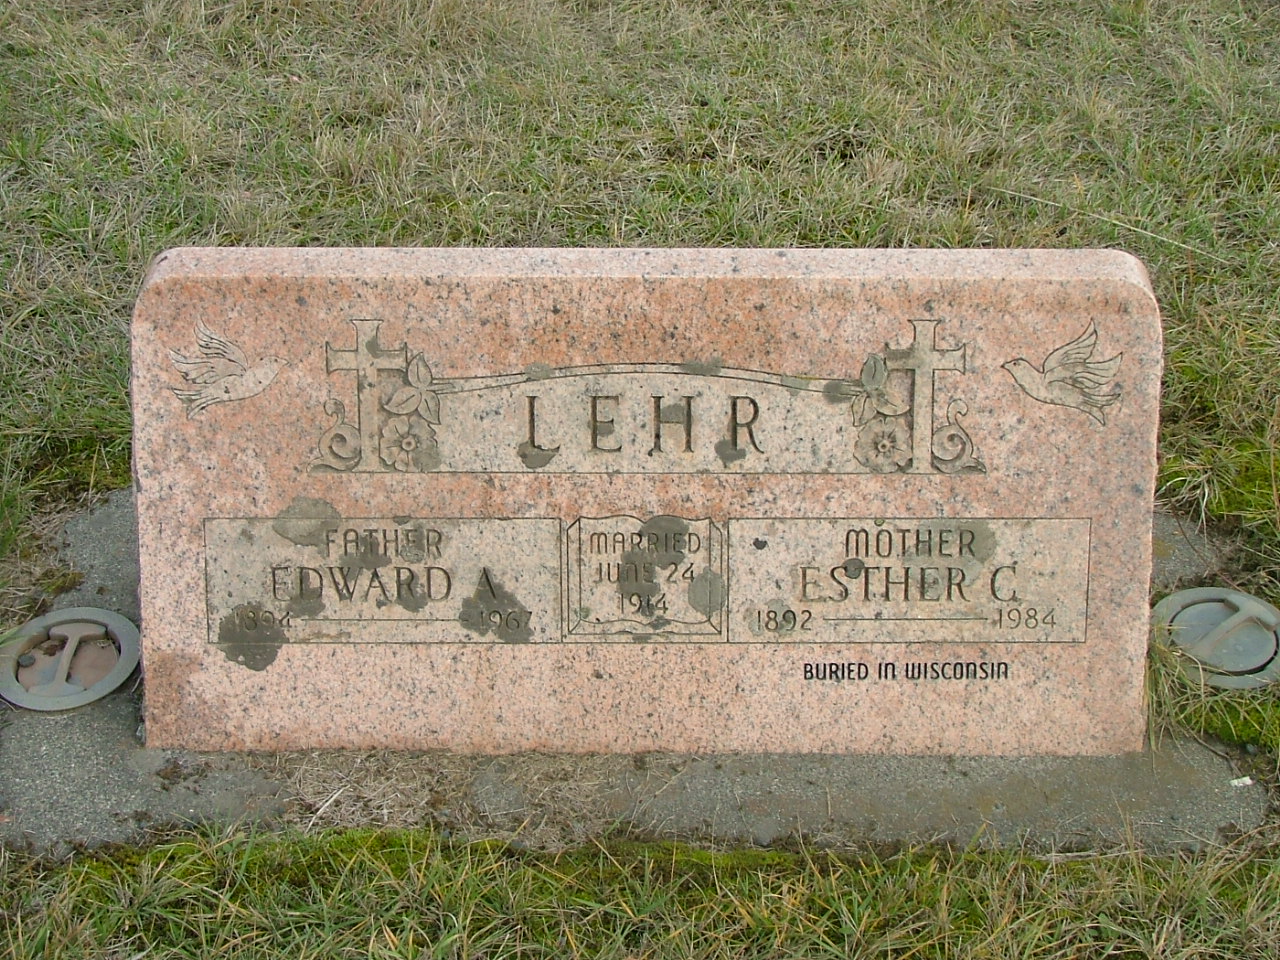 LEHR
FATHER
EDWARD A
1894 1967
MARRIED
JUNE 24
1914
MOTHER
ESTHER C.
1892 1984
BURIED IN WISCONSIN